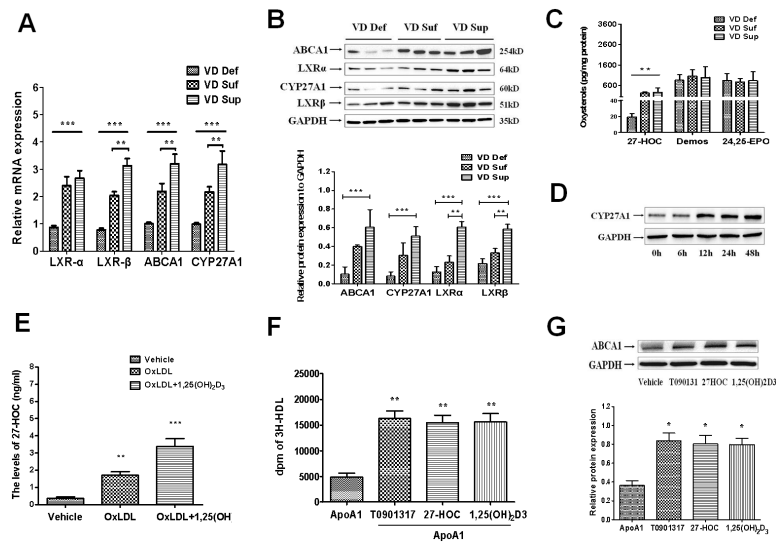 A
VD Def
VD Suf
VD Sup
Relative mRNA expression
6
5
4
3
2
1
0
***
***
***
***
**
**
**
LXR-α
LXR-β
ABCA1
CYP27A1
B
VD Def
VD Suf
VD Sup
ABCA1
254kD
LXRα
64kD
CYP27A1
60kD
LXRβ
51kD
GAPDH
35kD
VD Def
VD Suf
VD Sup
Relative protein expression to GAPDH
1.2
0.9
0.6
0.4
0.2
0.0
***
***
***
**
***
**
ABCA1
CYP27A1
LXRα
LXRβ
C
VD Def
VD Suf
VD Sup
Oxysterols (pg/mg protein)
3600
2600
1600
600
40
20
0
**
27-HOC
Demos
24,25-EPO
D
CYP27A1
GAPDH
0h
6h
12h
24h
48h
E
Vehicle
OxLDL
OxLDL+1,25(OH)2D3
The levels of 27-HOC (ng/ml)
7
6
5
4
3
2
1
0
**
***
Vehicle
OxLDL
OxLDL+1,25(OH
F
dpm of 3H-HDL
25000
20000
15000
10000
5000
0
**
**
**
ApoA1
T0901317
27-HOC
1,25(OH)2D3
ApoA1
G
ABCA1
GAPDH
Vehicle
T090131
27HOC
1,25(OH)2D3
Relative protein expression
1.2
1.0
0.8
0.6
0.4
0.2
0.0
*
*
*
ApoA1
T0901317
27-HOC
1,25(OH)2D3